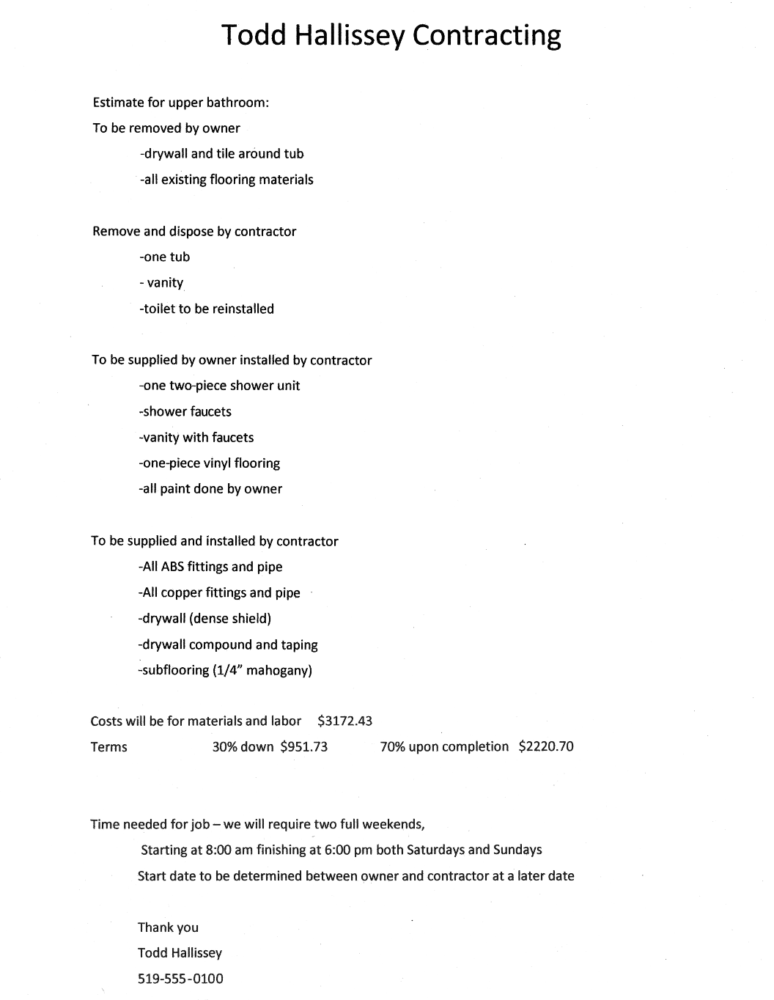 Todd Hallissey Contracting
Estimate for upper bathroom:
To be removed by owner
-drywall and tile around tub
-all existing flooring materials
Remove and dispose by contractor
-one tub
- vanity
-toilet to be reinstalled
To be supplied by owner installed by contractor
-one two-piece shower unit
-shower faucets
-vanity with faucets
-one-piece vinyl flooring
-all paint done by owner
To be supplied and installed by contractor
-All ABS fittings and pipe
-All copper fittings and pipe
-drywall (dense shield)
-drywall compound and taping
-subflooring (1/4” mahogany)
Costs will be for materials and labor $3172.43
Terms 30% down $951.73 70% upon completion $2220.70
Time needed for job – we will require two full weekends,
Starting at 8:00 am finishing at 6:00 pm both Saturdays and Sundays
Start date to be determined between owner and contractor at a later date
Thank you
Todd Hallissey
519-555-0100